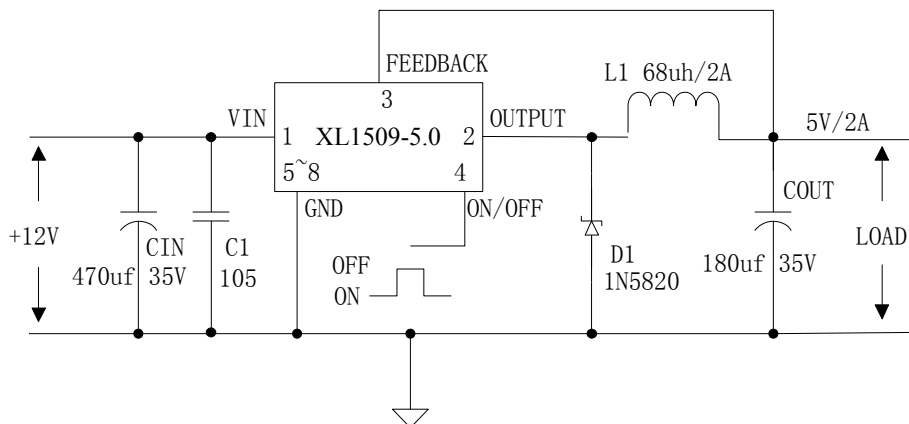 FEEDBACK
L1 68uh/2A
3
VIN
OUTPUT
5V/2A
1 XL1509-5.0 2
5~8
4
GND
ON/OFF
COUT
+12V
CIN
C1
LOAD
470uf 35V
105
OFF
ON
D1
1N5820
180uf 35V